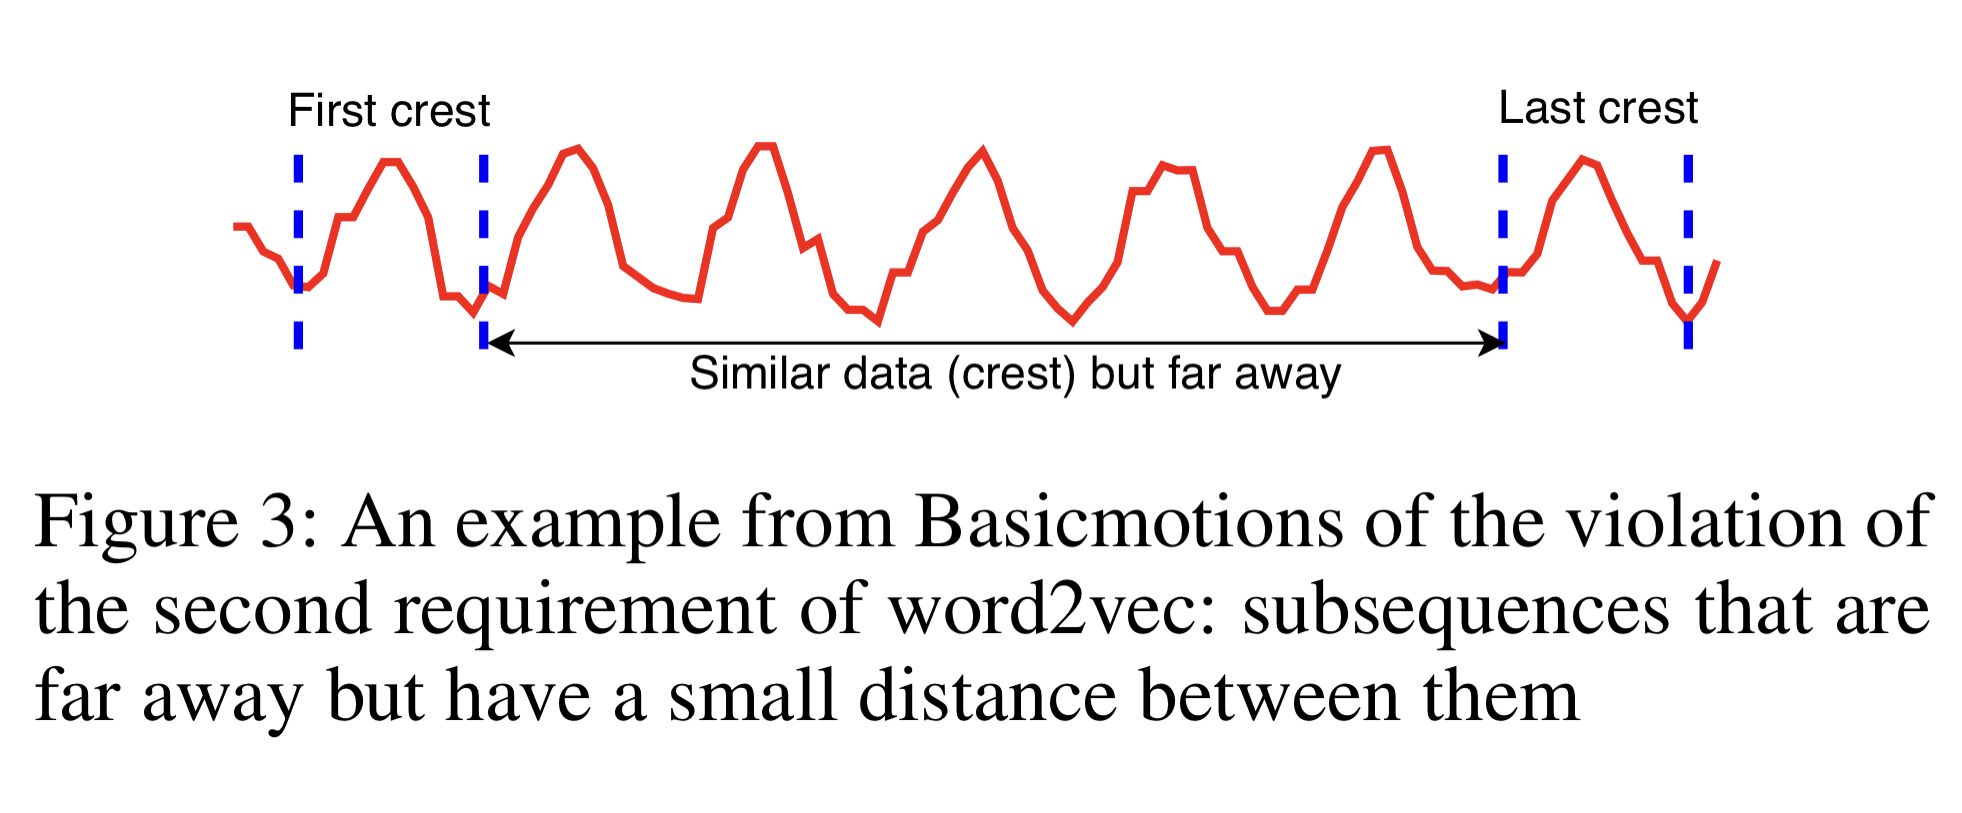 First crest
Last crest
Similar data (crest) but far away
Figure 3: An example from Basicmotions of the violation of
the second requirement of word2vec: subsequences that are
far away but have a small distance between them